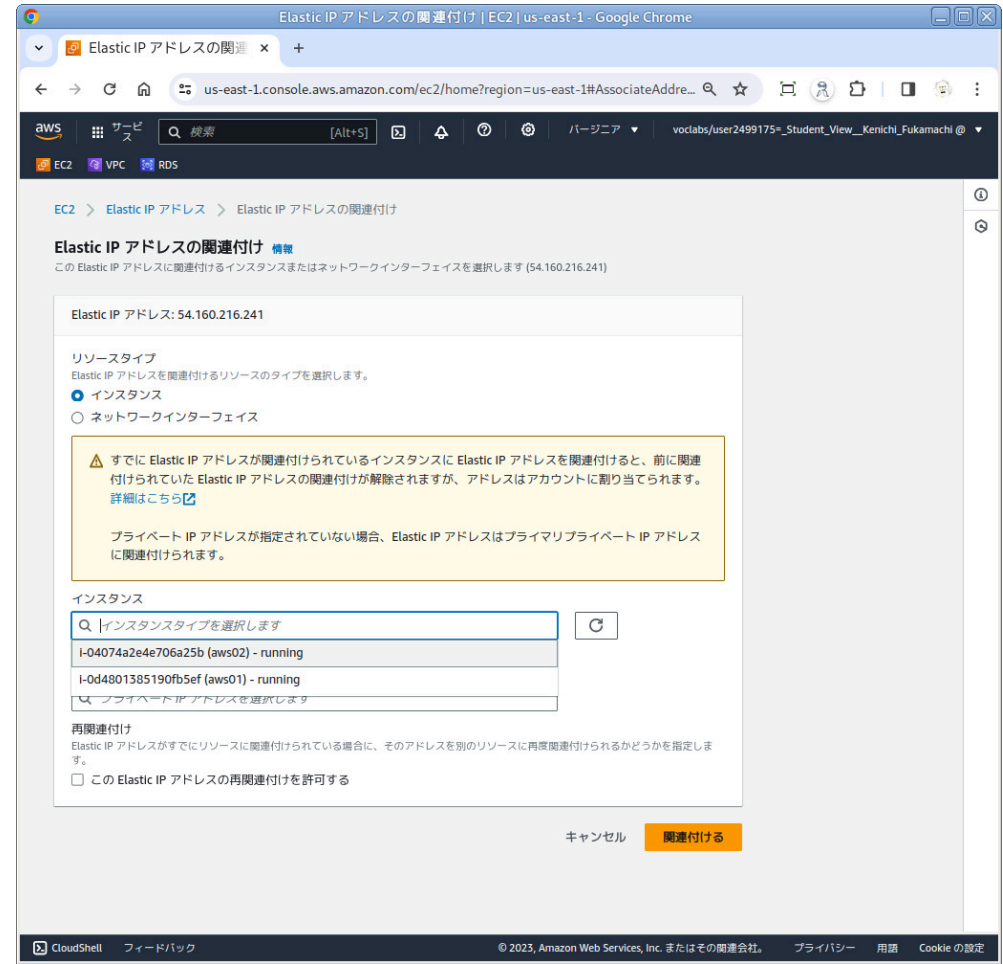 Elastic IP アドレスの関連付け | EC2 | us-east-1 - Google Chrome
Elastic IP アドレスの関連
us-east-1.console.aws.amazon.com/ec2/home?region=us-east-1#AssociateAddre...
aws
サービス
検索
[Alt+S]
バージニア
voclabs/user2499175=_Student_View__Kenichi_Fukamachi @
EC2
VPC
RDS
EC2 > Elastic IP アドレス > Elastic IP アドレスの関連付け
Elastic IP アドレスの関連付け 情報
この Elastic IP アドレスに関連付けるインスタンスまたはネットワークインターフェイスを選択します (54.160.216.241)
Elastic IP アドレス: 54.160.216.241
リソースタイプ
Elastic IP アドレスを関連付けるリソースのタイプを選択します。
インスタンス
ネットワークインターフェイス
すでに Elastic IP アドレスが関連付けられているインスタンスに Elastic IP アドレスを関連付けると、前に関連
付けられていた Elastic IP アドレスの関連付けが解除されますが、アドレスはアカウントに割り当てられます。
詳細はこちら
プライベート IP アドレスが指定されていない場合、Elastic IP アドレスはプライマリプライベート IP アドレス
に関連付けられます。
インスタンス
インスタンスタイプを選択します
i-04074a2e4e706a25b (aws02) - running
i-0d4801385190fb5ef (aws01) - running
プライベート IP アドレスを選択します
再関連付け
Elastic IP アドレスがすでにリソースに関連付けられている場合に、そのアドレスを別のリソースに再度関連付けられるかどうかを指定しま
す。
この Elastic IP アドレスの再関連付けを許可する
キャンセル
関連付ける
CloudShell
フィードバック
© 2023, Amazon Web Services, Inc. またはその関連会社。
プライバシー
用語
Cookie の設定